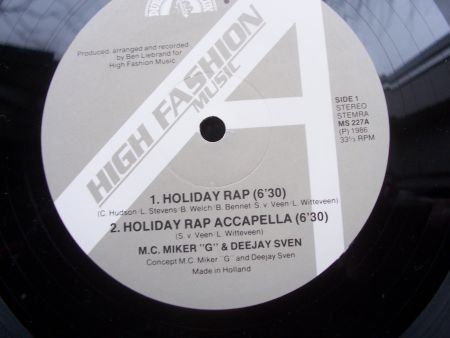 Produced, arranged and recorded
by Ben Liebrand for
High Fashion Music.
HIGH FASHION
MUSIC
SIDE 1
STEREO
STEMRA
MS 227A
(P) 1986
33⅓ RPM
1. HOLIDAY RAP (6'30)
(C. Hudson-L. Stevens-B. Welch-B. Bennet-S. v. Veen-L. Witteveen)
2. HOLIDAY RAP ACCAPELLA (6'30)
(S. v. Veen-L. Witteveen)
M.C. MIKER "G" & DEEJAY SVEN
Concept M.C. Miker "G" and Deejay Sven
Made in Holland